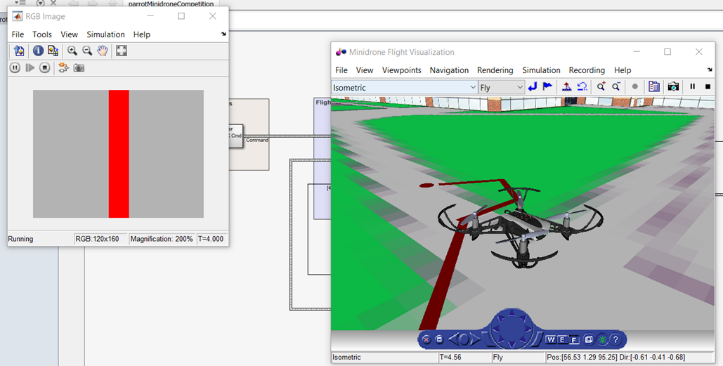 parrotMinidroneCompetition
RGB Image
File Tools View Simulation Help
Running
RGB:120x160
Magnification: 200%
T=4.000
Command
Flig
Minidrone Flight Visualization
File View Viewpoints Navigation Rendering Simulation Recording Help
Isometric
Fly
W E F
?
Isometric
T=4.56
Fly
Pos:[56.53 1.29 95.25] Dir:[-0.61 -0.41 -0.68]